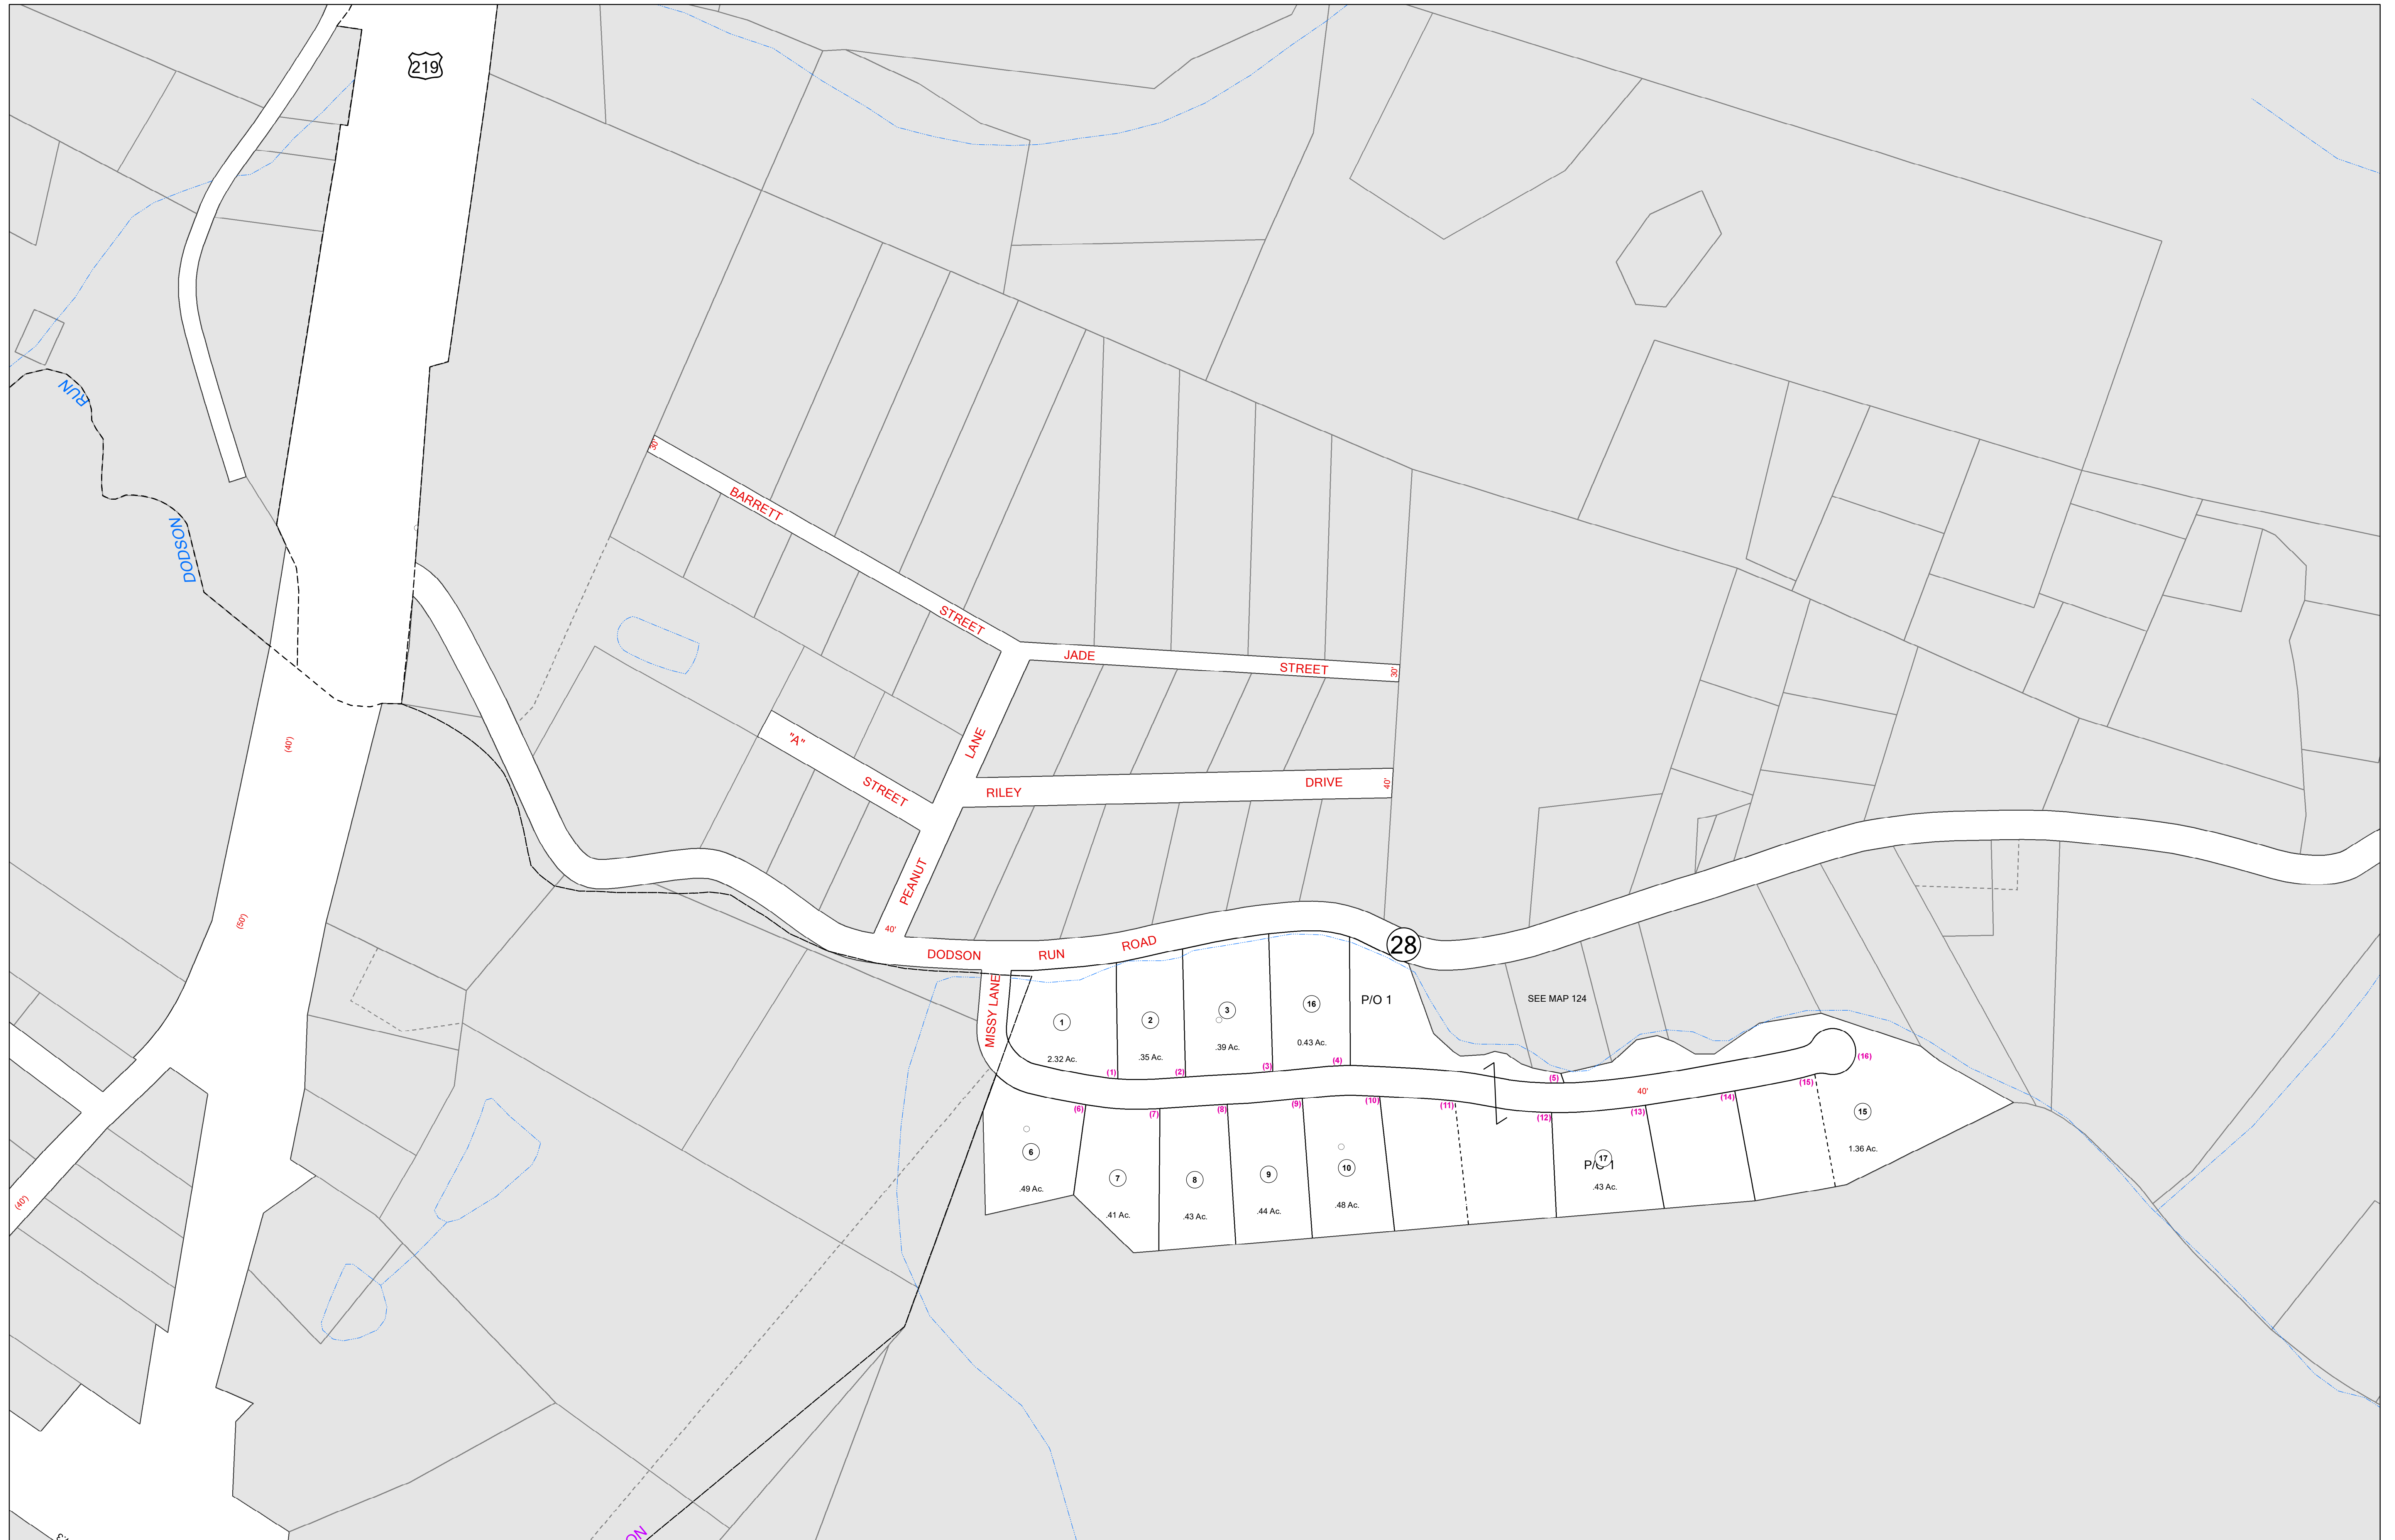 219
RUN
DODSON
30'
BARRETT
STREET
JADE
STREET
30'
LANE
"A"
STREET
RILEY
DRIVE
40'
PEANUT
40'
(40')
(50')
(40')
DODSON
RUN
ROAD
28
MISSY LANE
P/O 1
SEE MAP 124
1
2.32 Ac.
2
.35 Ac.
3
.39 Ac.
16
0.43 Ac.
(1)
(2)
(3)
(4)
(5)
40'
(16)
(15)
(6)
(7)
(8)
(9)
(10)
(11)
(12)
(13)
(14)
6
.49 Ac.
7
.41 Ac.
8
.43 Ac.
9
.44 Ac.
10
.48 Ac.
P/O 1
17
.43 Ac.
15
1.36 Ac.
ON